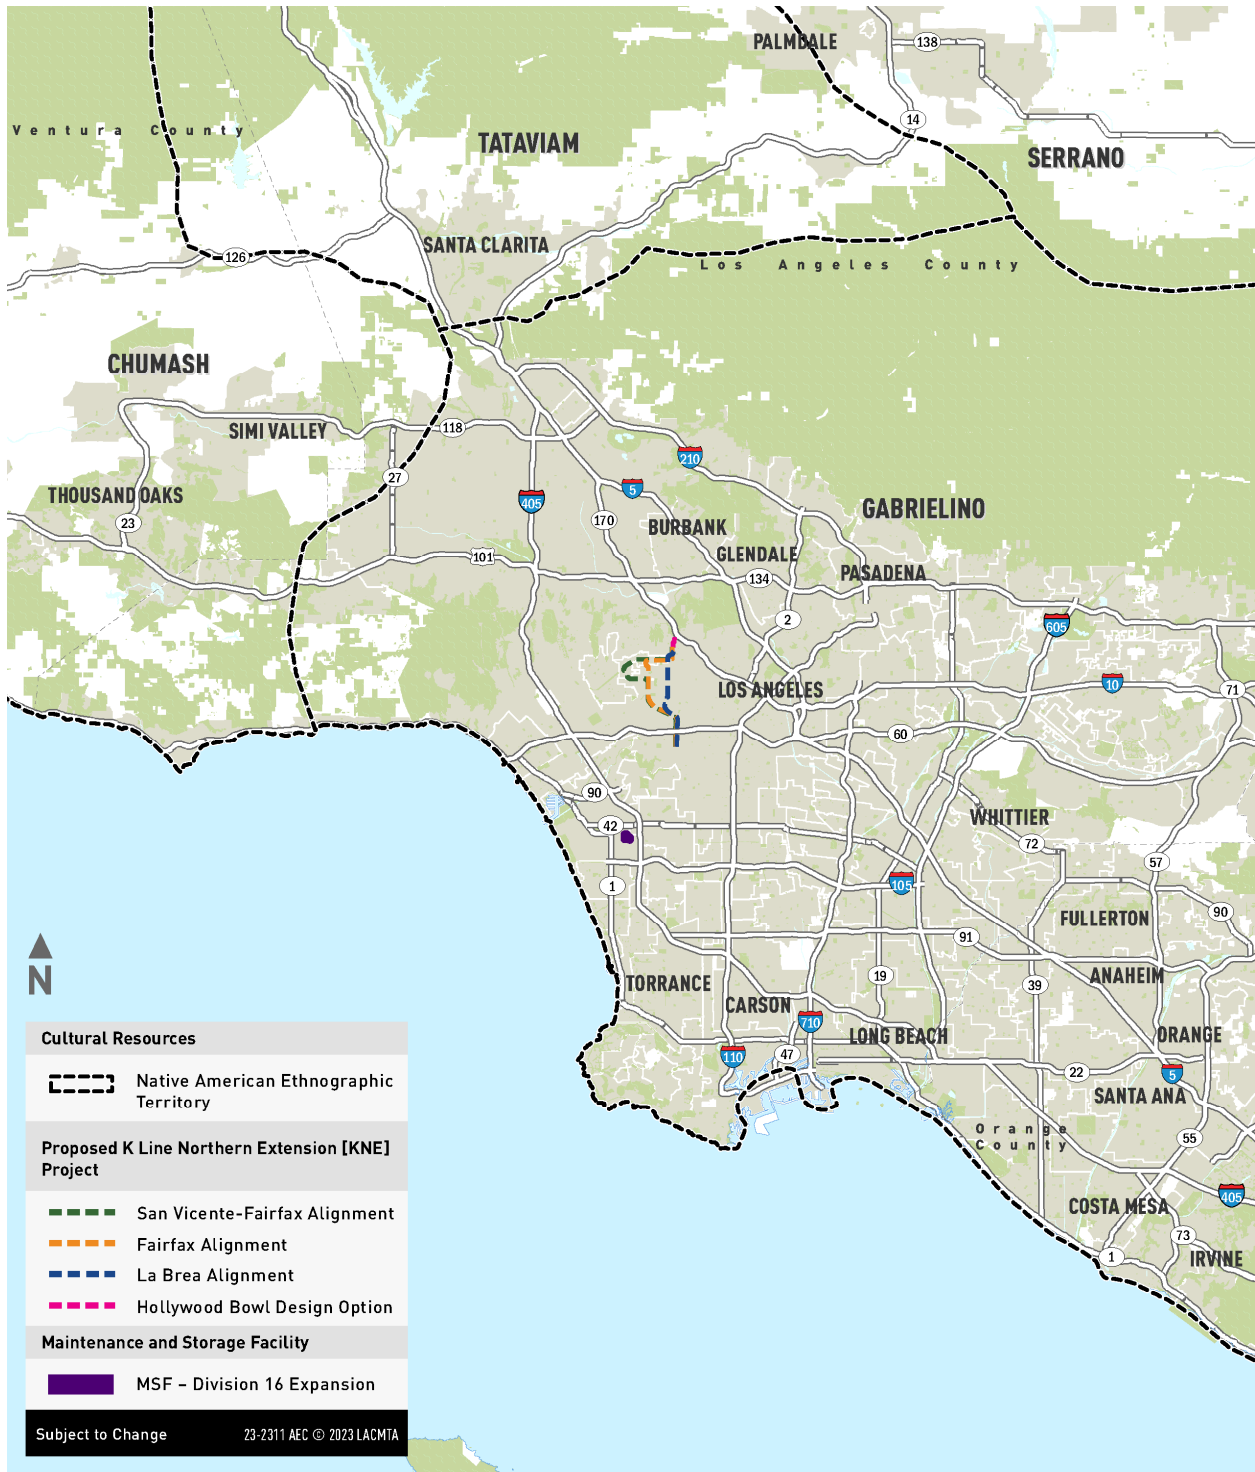 PALMDALE
138
14
Ventura County
TATAVIAM
SERRANO
SANTA CLARITA
126
Los Angeles County
CHUMASH
SIMI VALLEY
118
210
27
THOUSAND OAKS
5
405
GABRIELINO
23
170
BURBANK
101
GLENDALE
134
PASADENA
2
605
LOS ANGELES
10
71
60
90
42
WHITTIER
72
57
105
1
90
FULLERTON
91
19
39
ANAHEIM
TORRANCE
CARSON
710
LONG BEACH
ORANGE
110
47
22
5
SANTA ANA
Orange
County
55
405
COSTA MESA
73
1
IRVINE
N
Cultural Resources
Native American Ethnographic
Territory
Proposed K Line Northern Extension [KNE]
Project
San Vicente-Fairfax Alignment
Fairfax Alignment
La Brea Alignment
Hollywood Bowl Design Option
Maintenance and Storage Facility
MSF – Division 16 Expansion
Subject to Change
23-2311 AEC © 2023 LACMTA